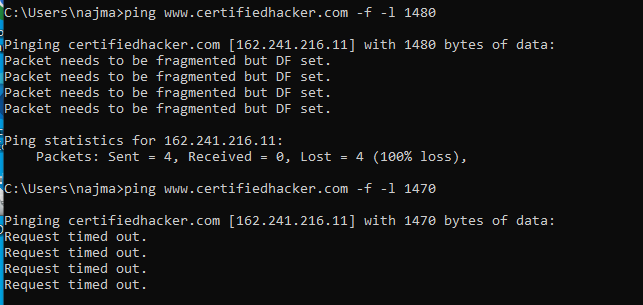 C:\Users\najma>ping www.certifiedhacker.com -f -l 1480
Pinging certifiedhacker.com [162.241.216.11] with 1480 bytes of data:
Packet needs to be fragmented but DF set.
Packet needs to be fragmented but DF set.
Packet needs to be fragmented but DF set.
Packet needs to be fragmented but DF set.
Ping statistics for 162.241.216.11:
    Packets: Sent = 4, Received = 0, Lost = 4 (100% loss),
C:\Users\najma>ping www.certifiedhacker.com -f -l 1470
Pinging certifiedhacker.com [162.241.216.11] with 1470 bytes of data:
Request timed out.
Request timed out.
Request timed out.
Request timed out.